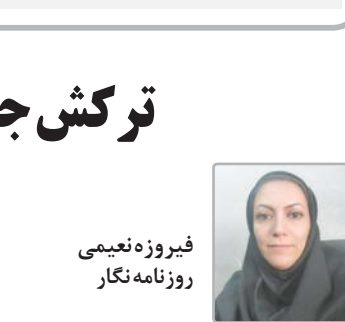 ترکش
فیروزه نعیمی
روزنامه نگار